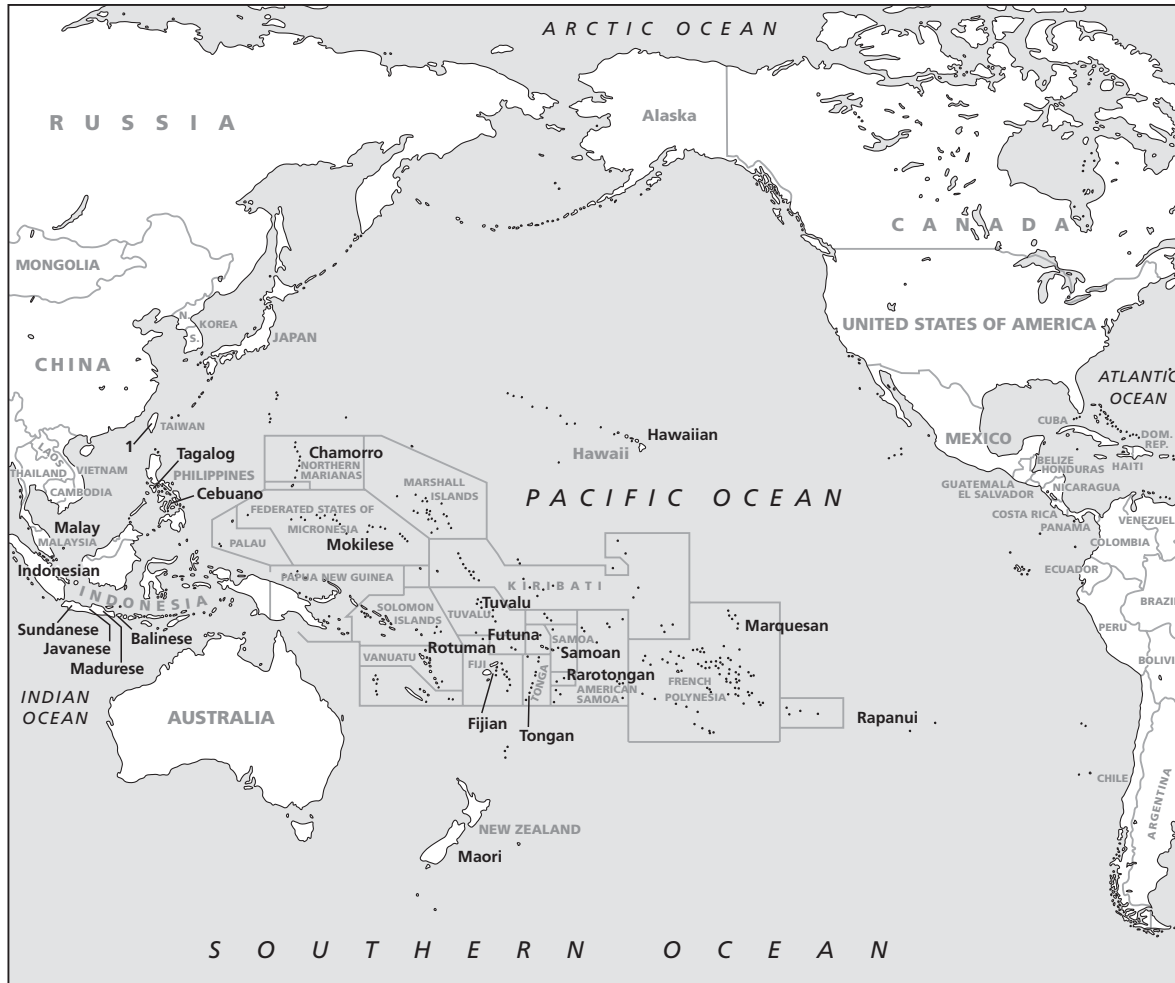 ARCTIC OCEAN
RUSSIA
Alaska
CANADA
MONGOLIA
N.
KOREA
S.
JAPAN
UNITED STATES OF AMERICA
CHINA
ATLANTIC
OCEAN
CUBA
DOM.
REP.
TAIWAN
1
Hawaiian
Hawaii
MEXICO
BELIZE
HONDURAS
HAITI
GUATEMALA
EL SALVADOR
NICARAGUA
COSTA RICA
PANAMA
VENEZUEL
COLOMBIA
LAOS
THAILAND
VIETNAM
CAMBODIA
Tagalog
PHILIPPINES
Cebuano
Chamorro
NORTHERN
MARIANAS
MARSHALL
ISLANDS
PACIFIC OCEAN
FEDERATED STATES OF
MICRONESIA
Mokilese
PALAU
Malay
MALAYSIA
Indonesian
INDONESIA
PAPUA NEW GUINEA
KIRIBATI
ECUADOR
BRAZI
PERU
BOLIVI
SOLOMON
ISLANDS
TUVALU
Tuvalu
Marquesan
Sundanese
Javanese
Madurese
Balinese
Rotuman
Futuna
SAMOA
Samoan
VANUATU
FIJI
TONGA
Rarotongan
AMERICAN
SAMOA
FRENCH
POLYNESIA
INDIAN
OCEAN
AUSTRALIA
Fijian
Tongan
Rapanui
CHILE
ARGENTINA
NEW ZEALAND
Maori
SOUTHERN OCEAN